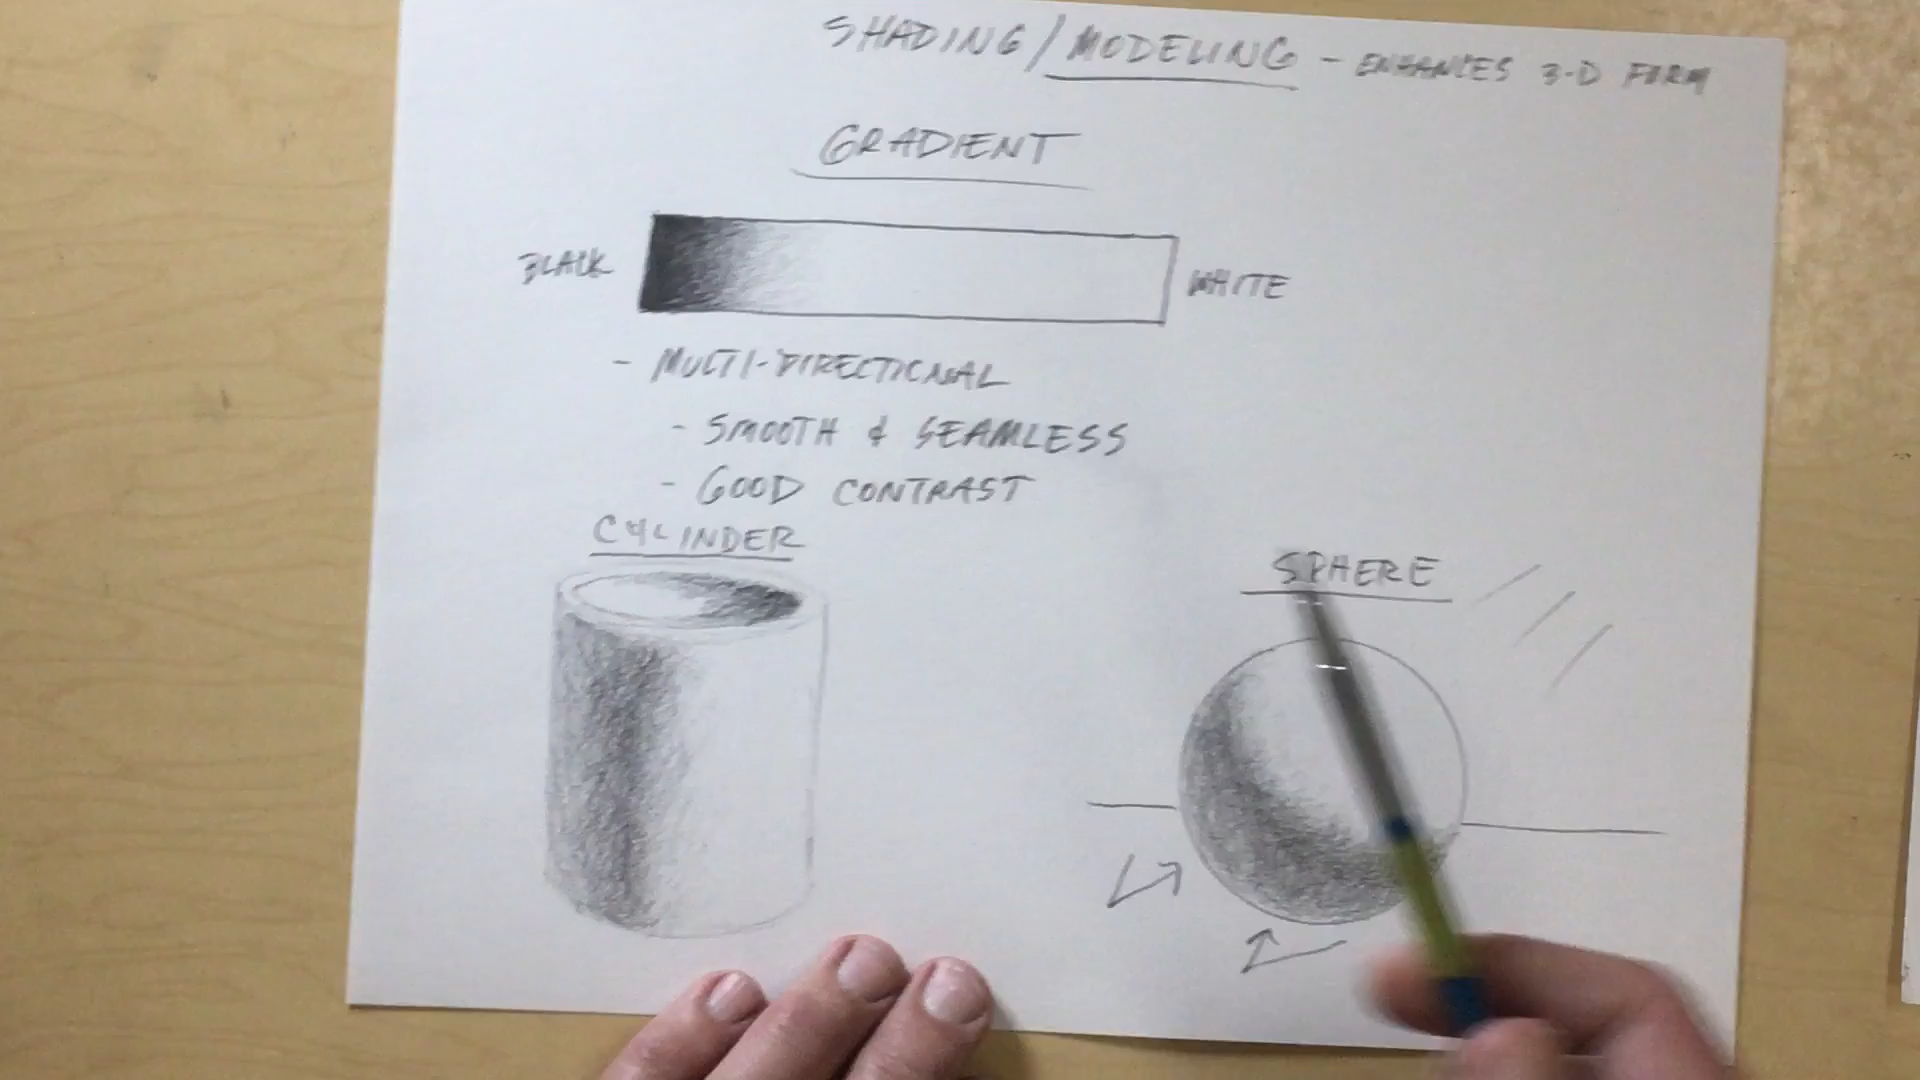 SHADING/MODELING - ENHANCES 3-D FORM
GRADIENT
BLACK
WHITE
- MULTI-DIRECTIONAL
- SMOOTH & SEAMLESS
- GOOD CONTRAST
CYLINDER
SPHERE